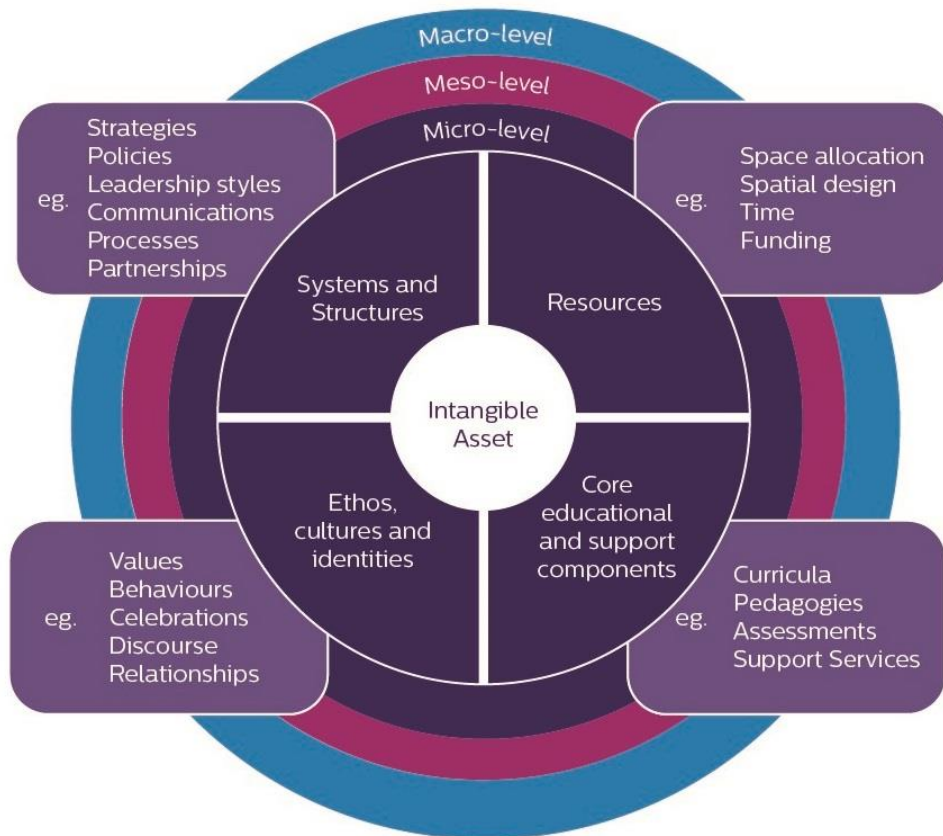 Macro-level
Meso-level
Micro-level
eg.
Strategies
Policies
Leadership styles
Communications
Processes
Partnerships
eg.
Space allocation
Spatial design
Time
Funding
Systems and
Structures
Resources
Intangible
Asset
Ethos,
cultures and
identities
Core
educational
and support
components
eg.
Values
Behaviours
Celebrations
Discourse
Relationships
eg.
Curricula
Pedagogies
Assessments
Support Services